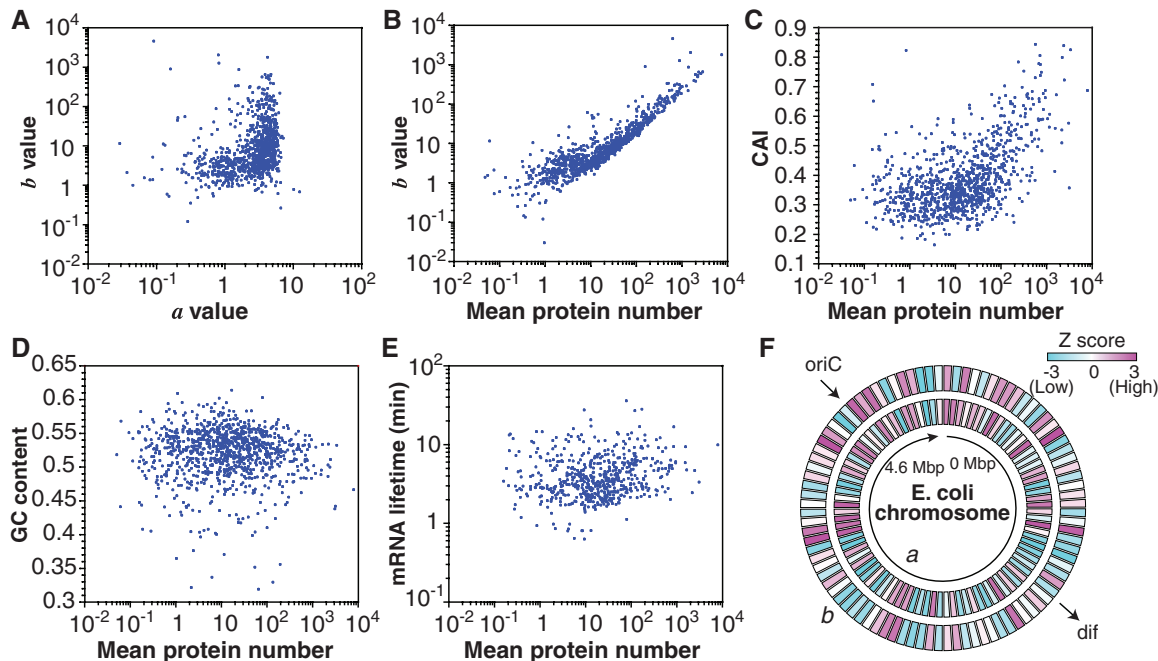 A
10^4
10^3
10^2
10
1
10^-1
10^-2
b value
10^-2
10^-1
1
10
10^2
a value
B
10^4
10^3
10^2
10
1
10^-1
10^-2
b value
10^-2
1
10
10^2
10^3
10^4
Mean protein number
C
0.9
0.8
0.7
0.6
0.5
0.4
0.3
0.2
0.1
CAI
10^-2
10^-1
1
10
10^2
10^3
10^4
Mean protein number
D
0.65
0.6
0.55
0.5
0.45
0.4
0.35
0.3
GC content
10^-2
10^-1
1
10
10^2
10^3
10^4
Mean protein number
E
10^2
10
1
10^-1
mRNA lifetime (min)
10^-2
10^-1
1
10
10^2
10^3
10^4
Mean protein number
F
Z score
-3
0
3
(Low)
(High)
oriC
4.6 Mbp
0 Mbp
E. coli
chromosome
a
b
dif